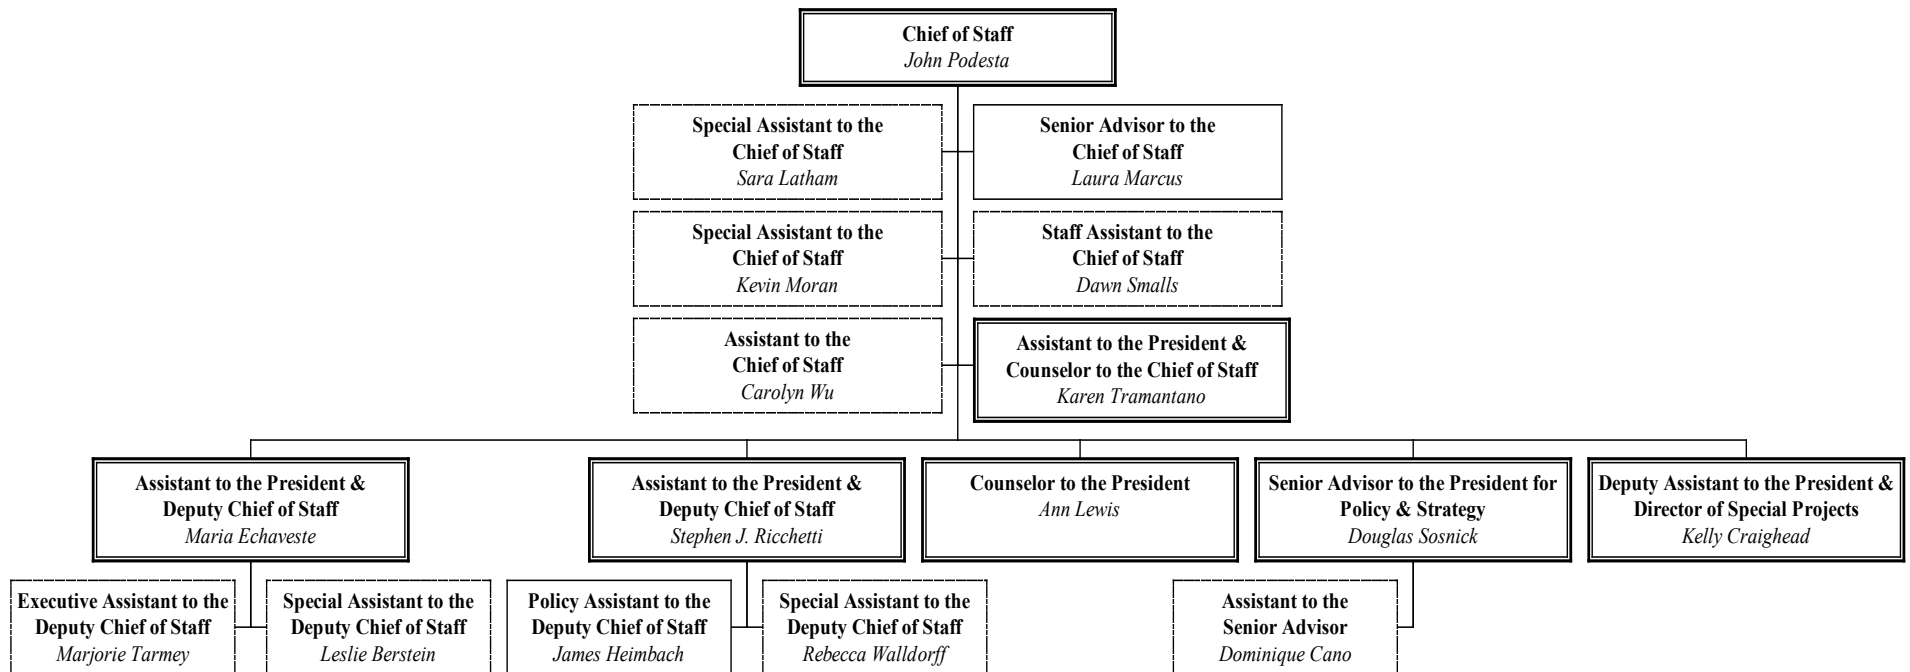 Chief of Staff
John Podesta
Special Assistant to the
Chief of Staff
Sara Latham
Senior Advisor to the
Chief of Staff
Laura Marcus
Special Assistant to the
Chief of Staff
Kevin Moran
Staff Assistant to the
Chief of Staff
Dawn Smalls
Assistant to the
Chief of Staff
Carolyn Wu
Assistant to the President &
Counselor to the Chief of Staff
Karen Tramantano
Assistant to the President &
Deputy Chief of Staff
Maria Echaveste
Assistant to the President &
Deputy Chief of Staff
Stephen J. Ricchetti
Counselor to the President
Ann Lewis
Senior Advisor to the President for
Policy & Strategy
Douglas Sosnick
Deputy Assistant to the President &
Director of Special Projects
Kelly Craighead
Executive Assistant to the
Deputy Chief of Staff
Marjorie Tarmey
Special Assistant to the
Deputy Chief of Staff
Leslie Berstein
Policy Assistant to the
Deputy Chief of Staff
James Heimbach
Special Assistant to the
Deputy Chief of Staff
Rebecca Walldorff
Assistant to the
Senior Advisor
Dominique Cano